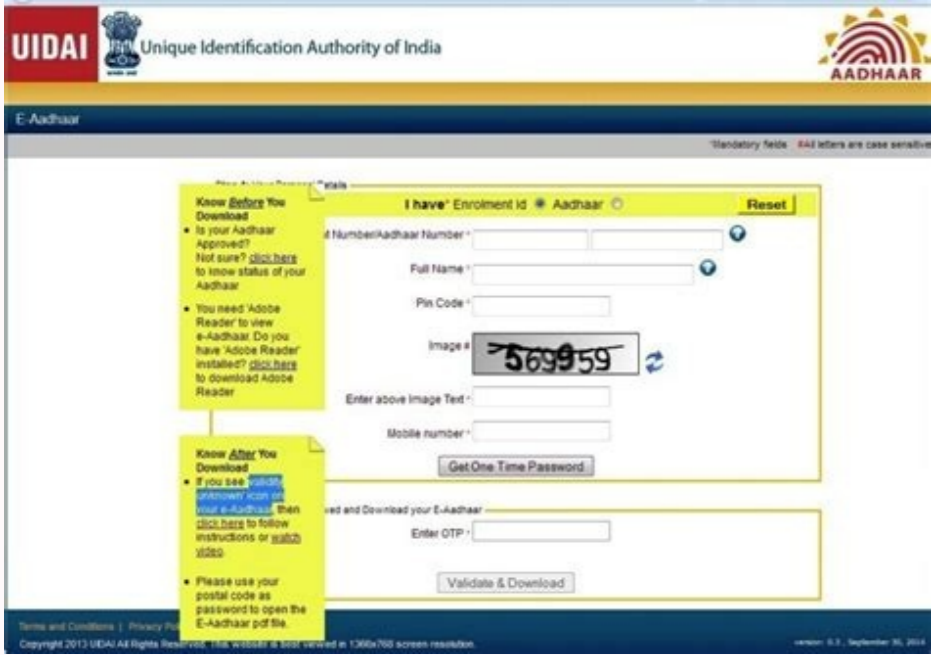 UIDAI
Unique Identification Authority of India
AADHAAR
E-Aadhaar
*Mandatory fields #All letters are case sensitive
Details
I have* Enrolment Id Aadhaar Reset
t Number/Aadhaar Number *
Full Name *
Pin Code *
Image #
569959
Enter above Image Text *
Mobile number *
Get One Time Password
Know Before You
Download
Is your Aadhaar
Approved?
Not sure? click here
to know status of your
Aadhaar
You need 'Adobe
Reader' to view
e-Aadhaar. Do you
have 'Adobe Reader'
installed? click here
to download Adobe
Reader
Know After You
Download
If you see 'validity
unknown' icon on
your e-Aadhaar, then
click here to follow
instructions or watch
video.
Please use your
postal code as
password to open the
E-Aadhaar pdf file.
ved and Download your E-Aadhaar
Enter OTP *
Validate & Download
Terms and Conditions | Privacy
Copyright 2013 UIDAI All Rights Reserved. This website is best viewed in 1366x768 screen resolution.
version: 0.3 , September 30, 2014